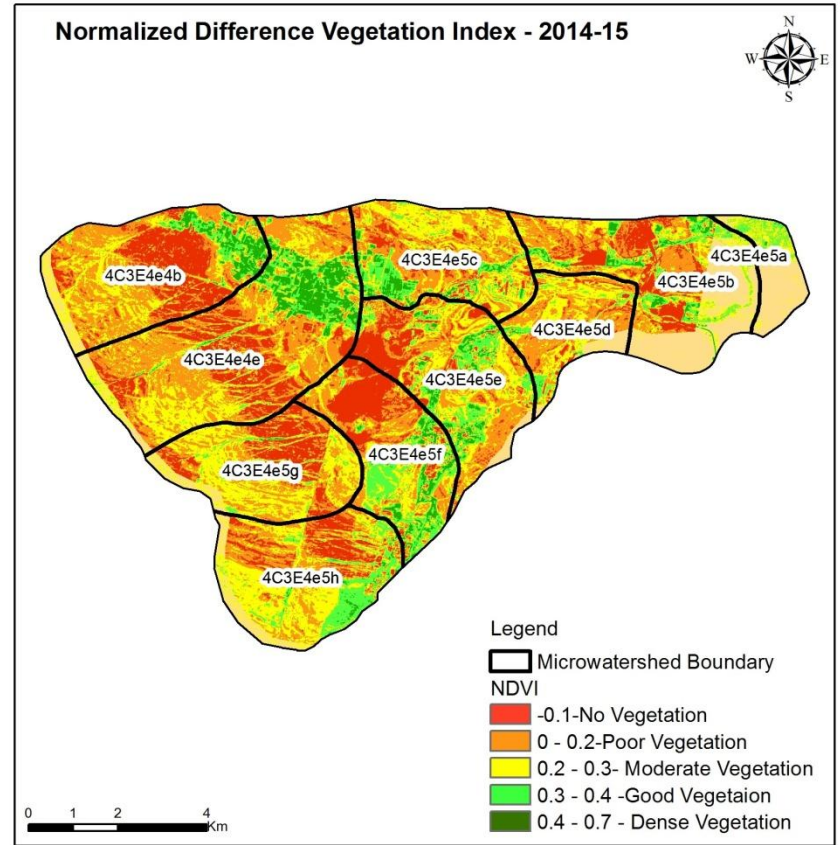 Normalized Difference Vegetation Index - 2014-15
N
W E
S
4C3E4e5a
4C3E4e5c
4C3E4e4b
4C3E4e5b
4C3E4e5d
4C3E4e4e
4C3E4e5e
4C3E4e5f
4C3E4e5g
4C3E4e5h
Legend
Microwatershed Boundary
NDVI
-0.1-No Vegetation
0 - 0.2-Poor Vegetation
0.2 - 0.3- Moderate Vegetation
0.3 - 0.4 -Good Vegetaion
0.4 - 0.7 - Dense Vegetation
0 1 2 4
Km